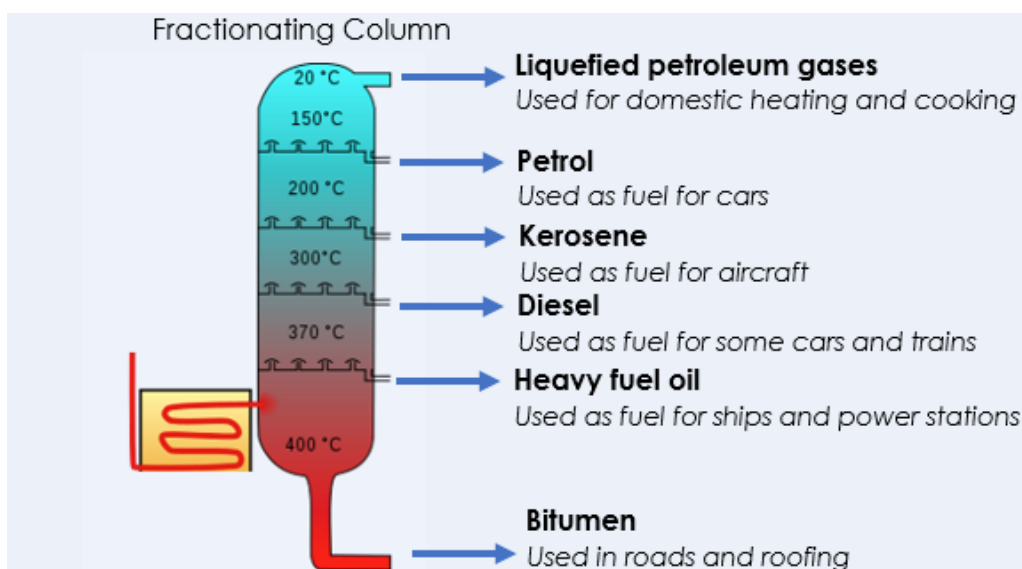 Fractionating Column
20 °C
Liquefied petroleum gases
Used for domestic heating and cooking
150°C
Petrol
200 °C
Used as fuel for cars
Kerosene
300°C
Used as fuel for aircraft
Diesel
370 °C
Used as fuel for some cars and trains
Heavy fuel oil
Used as fuel for ships and power stations
400 °C
Bitumen
Used in roads and roofing